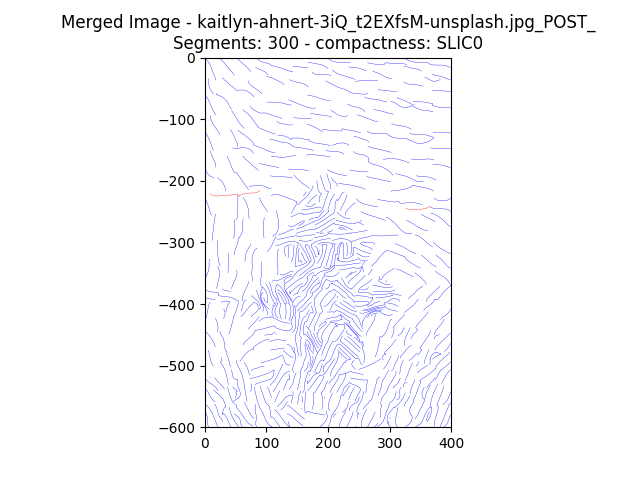 Merged Image - kaitlyn-ahnert-3iQ_t2EXfsM-unsplash.jpg_POST_
Segments: 300 - compactness: SLIC0
0
−100
−200
−300
−400
−500
−600
0 100 200 300 400